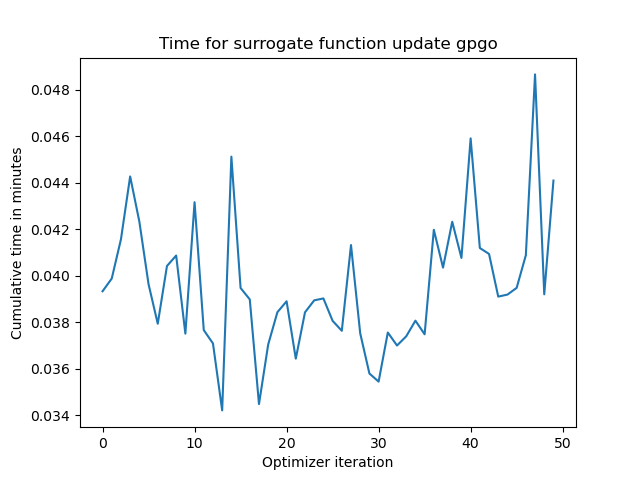 Time for surrogate function update gpgo
Cumulative time in minutes
0.048
0.046
0.044
0.042
0.040
0.038
0.036
0.034
0 10 20 30 40 50
Optimizer iteration